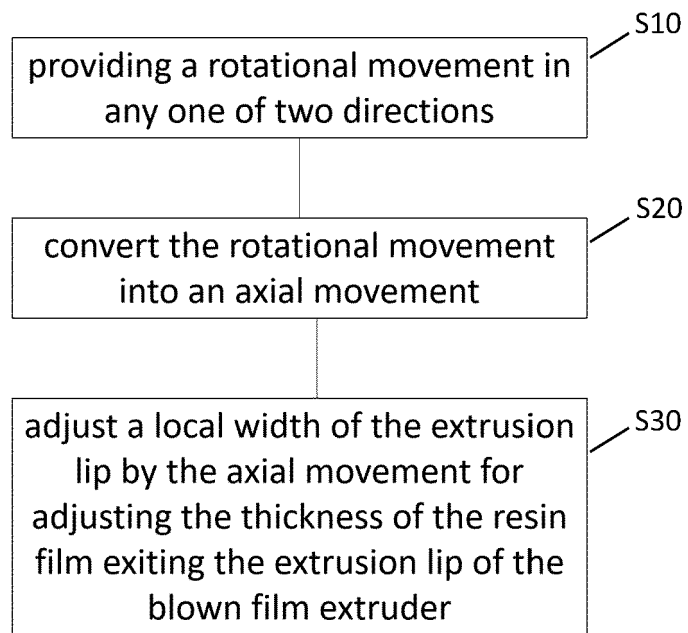 S10
providing a rotational movement in
any one of two directions
S20
convert the rotational movement
into an axial movement
S30
adjust a local width of the extrusion
lip by the axial movement for
adjusting the thickness of the resin
film exiting the extrusion lip of the
blown film extruder